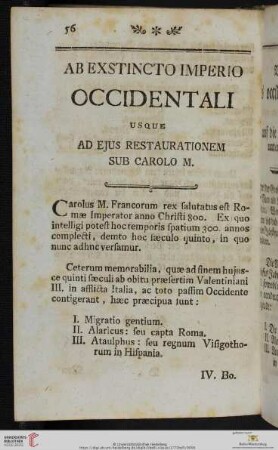 56
AB EXSTINCTO IMPERIO
OCCIDENTALI
USQUE
AD EJUS RESTAURATIONEM
SUB CAROLO M.
Carolus M. Francorum rex salutatus est Ro-
mæ Imperator anno Christi 800. Ex quo
intelligi potest hoc temporis spatium 300. annos
complecti, demto hoc sæculo quinto, in quo
nunc adhuc versamur.
Ceterum memorabilia, quæ ad finem hujus-
ce quinti sæculi ab obitu præsertim Valentiniani
III. in afflicta Italia, ac toto passim Occidente
contigerant, hæc præcipua sunt:
I. Migratio gentium.
II. Alaricus: seu capta Roma.
III. Ataulphus: seu regnum Visigotho-
rum in Hispania.
IV. Bo.